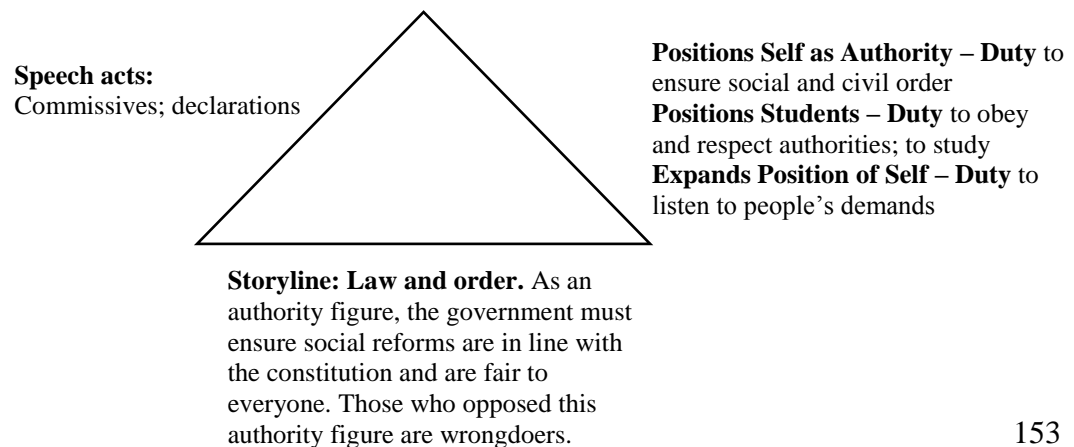 Speech acts:
Commissives; declarations
Positions Self as Authority – Duty to
ensure social and civil order
Positions Students – Duty to obey
and respect authorities; to study
Expands Position of Self – Duty to
listen to people's demands
Storyline: Law and order. As an
authority figure, the government must
ensure social reforms are in line with
the constitution and are fair to
everyone. Those who opposed this
authority figure are wrongdoers.
153